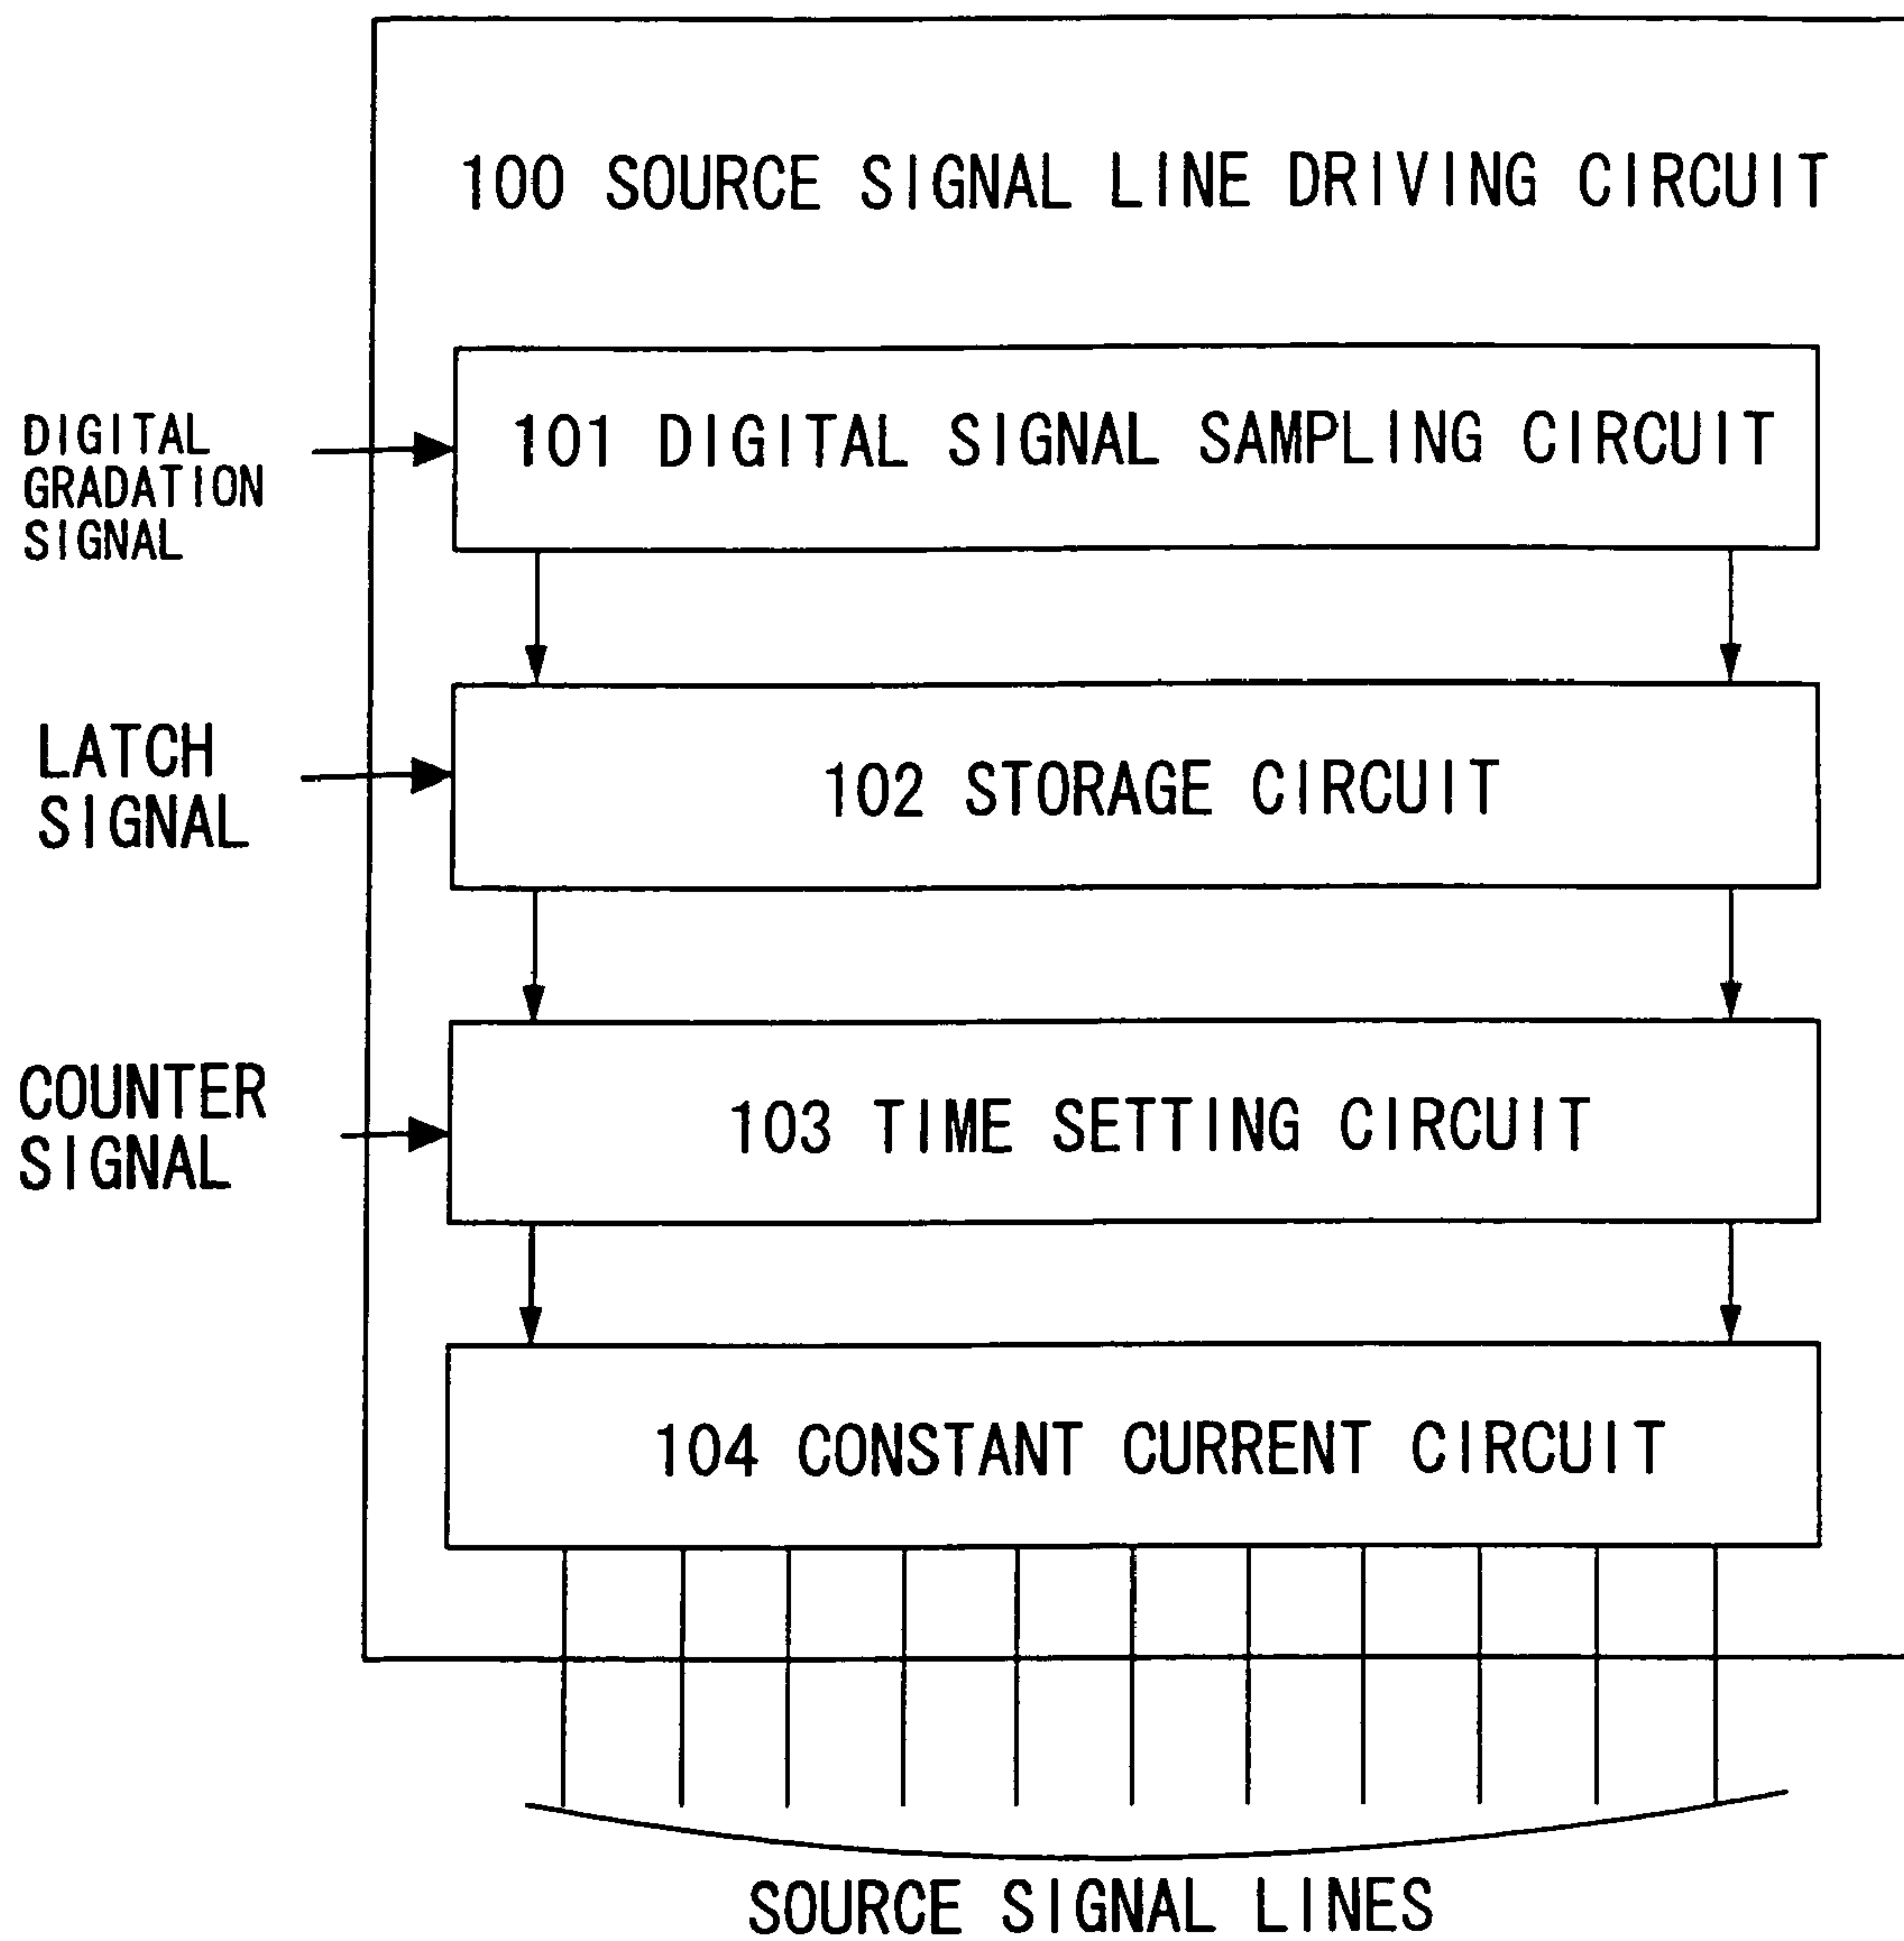 100 SOURCE SIGNAL LINE DRIVING CIRCUIT
DIGITAL
GRADATION
SIGNAL
101 DIGITAL SIGNAL SAMPLING CIRCUIT
LATCH
SIGNAL
102 STORAGE CIRCUIT
COUNTER
SIGNAL
103 TIME SETTING CIRCUIT
104 CONSTANT CURRENT CIRCUIT
SOURCE SIGNAL LINES